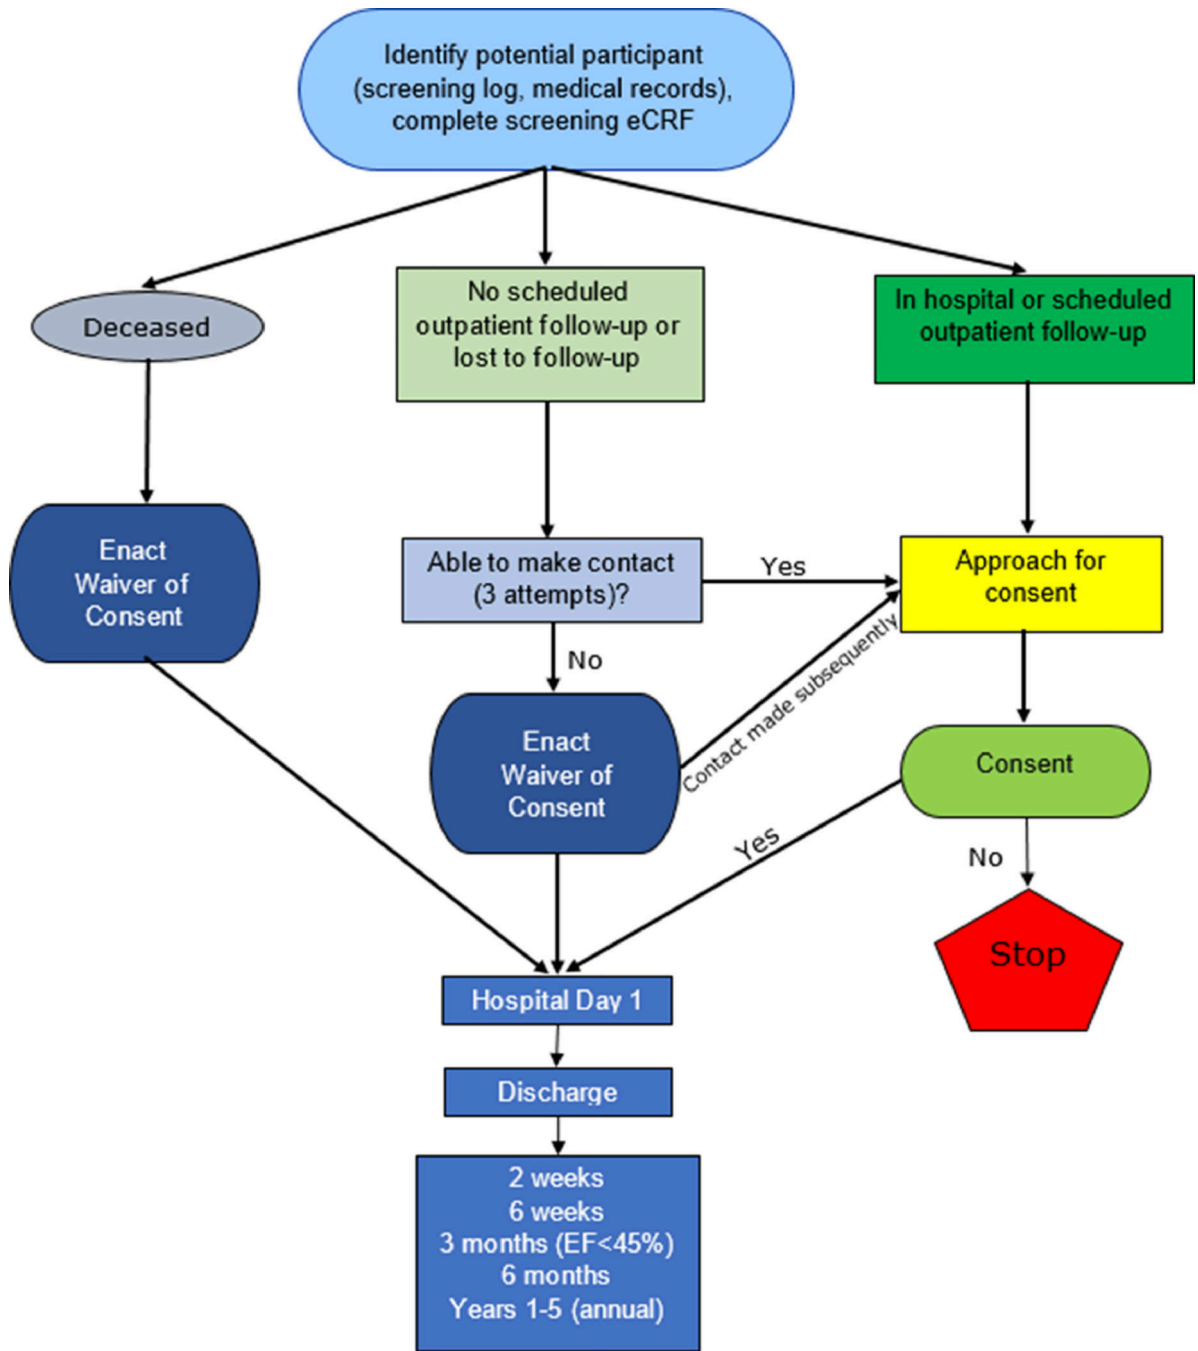 Identify potential participant
(screening log, medical records),
complete screening eCRF
Deceased
No scheduled
outpatient follow-up or
lost to follow-up
In hospital or scheduled
outpatient follow-up
Enact
Waiver of
Consent
Able to make contact
(3 attempts)?
Yes
Approach for
consent
No
Contact made subsequently
Enact
Waiver of
Consent
Consent
Yes
No
Stop
Hospital Day 1
Discharge
2 weeks
6 weeks
3 months (EF<45%)
6 months
Years 1-5 (annual)